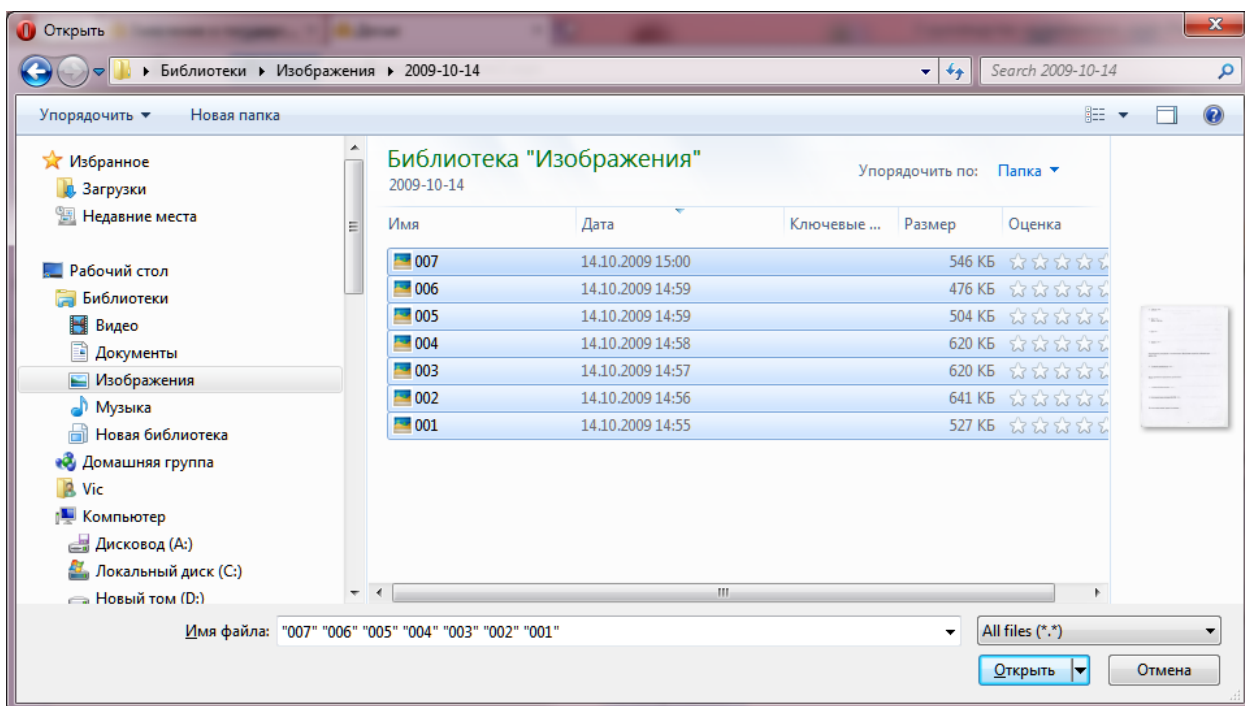 Открыть
Библиотеки Изображения 2009-10-14
Search 2009-10-14
Упорядочить Новая папка
Избранное
Загрузки
Недавние места
Рабочий стол
Библиотеки
Видео
Документы
Изображения
Музыка
Новая библиотека
Домашняя группа
Vic
Компьютер
Дисковод (A:)
Локальный диск (C:)
Новый том (D:)
Библиотека "Изображения"
2009-10-14
Упорядочить по: Папка
Имя Дата Ключевые ... Размер Оценка
007 14.10.2009 15:00 546 КБ
006 14.10.2009 14:59 476 КБ
005 14.10.2009 14:59 504 КБ
004 14.10.2009 14:58 620 КБ
003 14.10.2009 14:57 620 КБ
002 14.10.2009 14:56 641 КБ
001 14.10.2009 14:55 527 КБ
Имя файла: "007" "006" "005" "004" "003" "002" "001"
All files (*.*)
Открыть Отмена